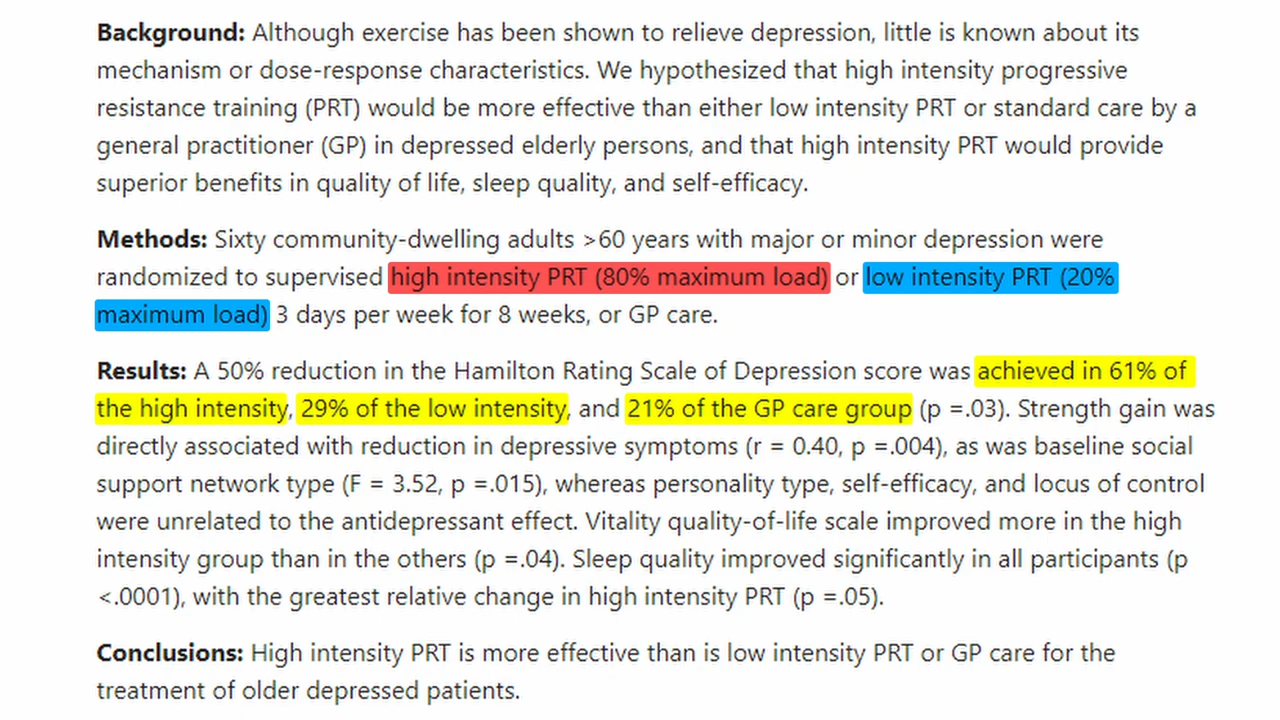 Background: Although exercise has been shown to relieve depression, little is known about its
mechanism or dose-response characteristics. We hypothesized that high intensity progressive
resistance training (PRT) would be more effective than either low intensity PRT or standard care by a
general practitioner (GP) in depressed elderly persons, and that high intensity PRT would provide
superior benefits in quality of life, sleep quality, and self-efficacy.
Methods: Sixty community-dwelling adults >60 years with major or minor depression were
randomized to supervised high intensity PRT (80% maximum load) or low intensity PRT (20%
maximum load) 3 days per week for 8 weeks, or GP care.
Results: A 50% reduction in the Hamilton Rating Scale of Depression score was achieved in 61% of
the high intensity, 29% of the low intensity, and 21% of the GP care group (p =.03). Strength gain was
directly associated with reduction in depressive symptoms (r = 0.40, p =.004), as was baseline social
support network type (F = 3.52, p =.015), whereas personality type, self-efficacy, and locus of control
were unrelated to the antidepressant effect. Vitality quality-of-life scale improved more in the high
intensity group than in the others (p =.04). Sleep quality improved significantly in all participants (p
<.0001), with the greatest relative change in high intensity PRT (p =.05).
Conclusions: High intensity PRT is more effective than is low intensity PRT or GP care for the
treatment of older depressed patients.